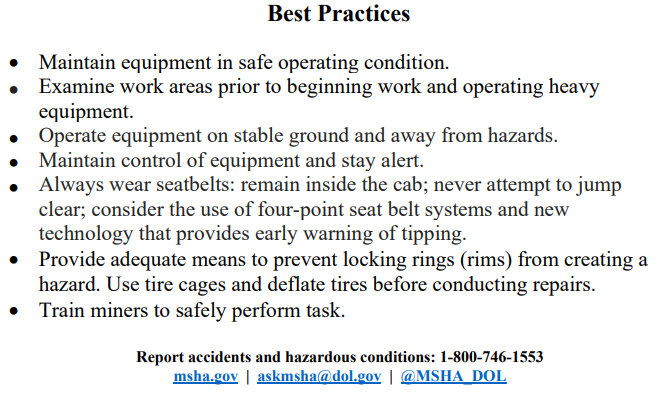 Best Practices
• Maintain equipment in safe operating condition.
• Examine work areas prior to beginning work and operating heavy
equipment.
• Operate equipment on stable ground and away from hazards.
• Maintain control of equipment and stay alert.
• Always wear seatbelts: remain inside the cab; never attempt to jump
clear; consider the use of four-point seat belt systems and new
technology that provides early warning of tipping.
• Provide adequate means to prevent locking rings (rims) from creating a
hazard. Use tire cages and deflate tires before conducting repairs.
• Train miners to safely perform task.
Report accidents and hazardous conditions: 1-800-746-1553
msha.gov | askmsha@dol.gov | @MSHA_DOL